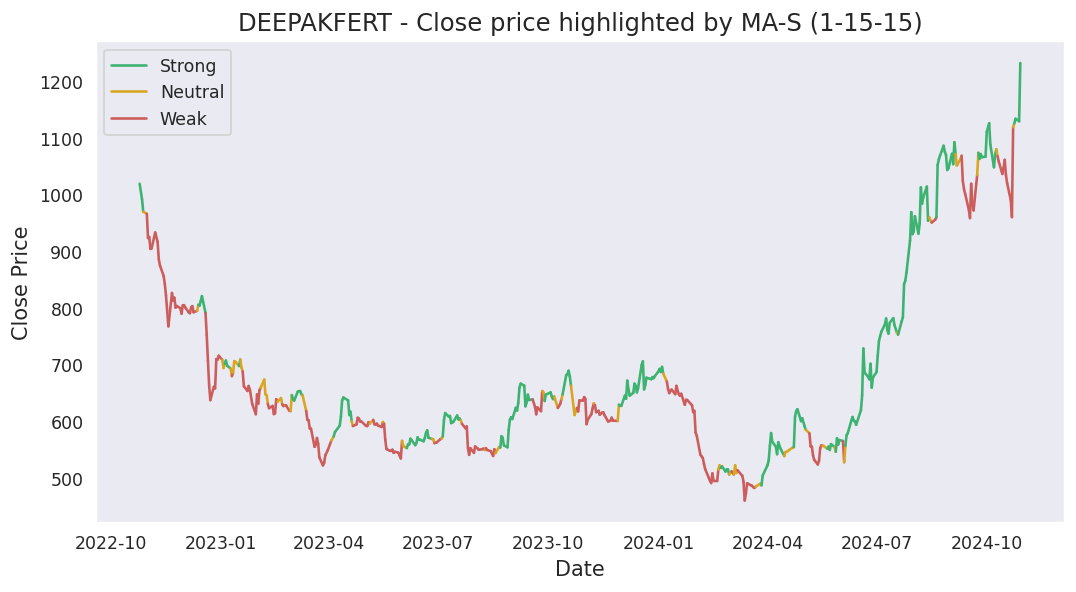 DEEPAKFERT - Close price highlighted by MA-S (1-15-15)
Strong
Neutral
Weak
1200
1100
1000
900
800
700
600
500
Close Price
2022-10 2023-01 2023-04 2023-07 2023-10 2024-01 2024-04 2024-07 2024-10
Date